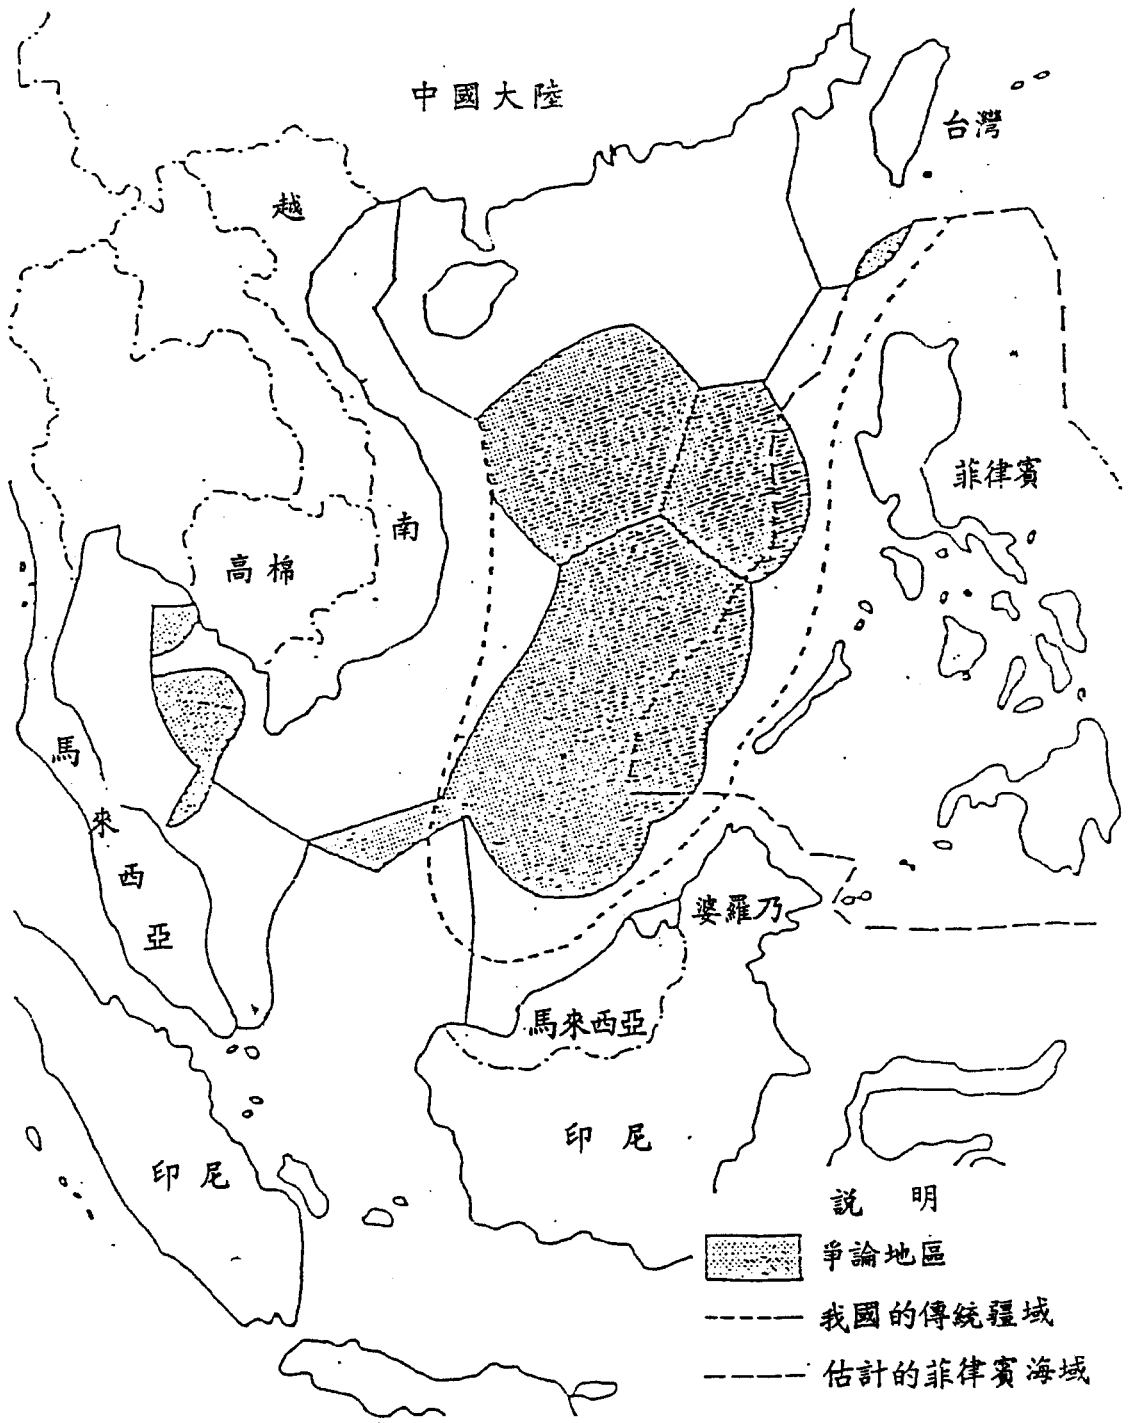 中國大陸
台灣
越
南
菲律賓
高棉
馬
來
西
亞
婆羅乃
馬來西亞
印尼
印尼
説明
爭論地區
我國的傳統疆域
估計的菲律賓海域